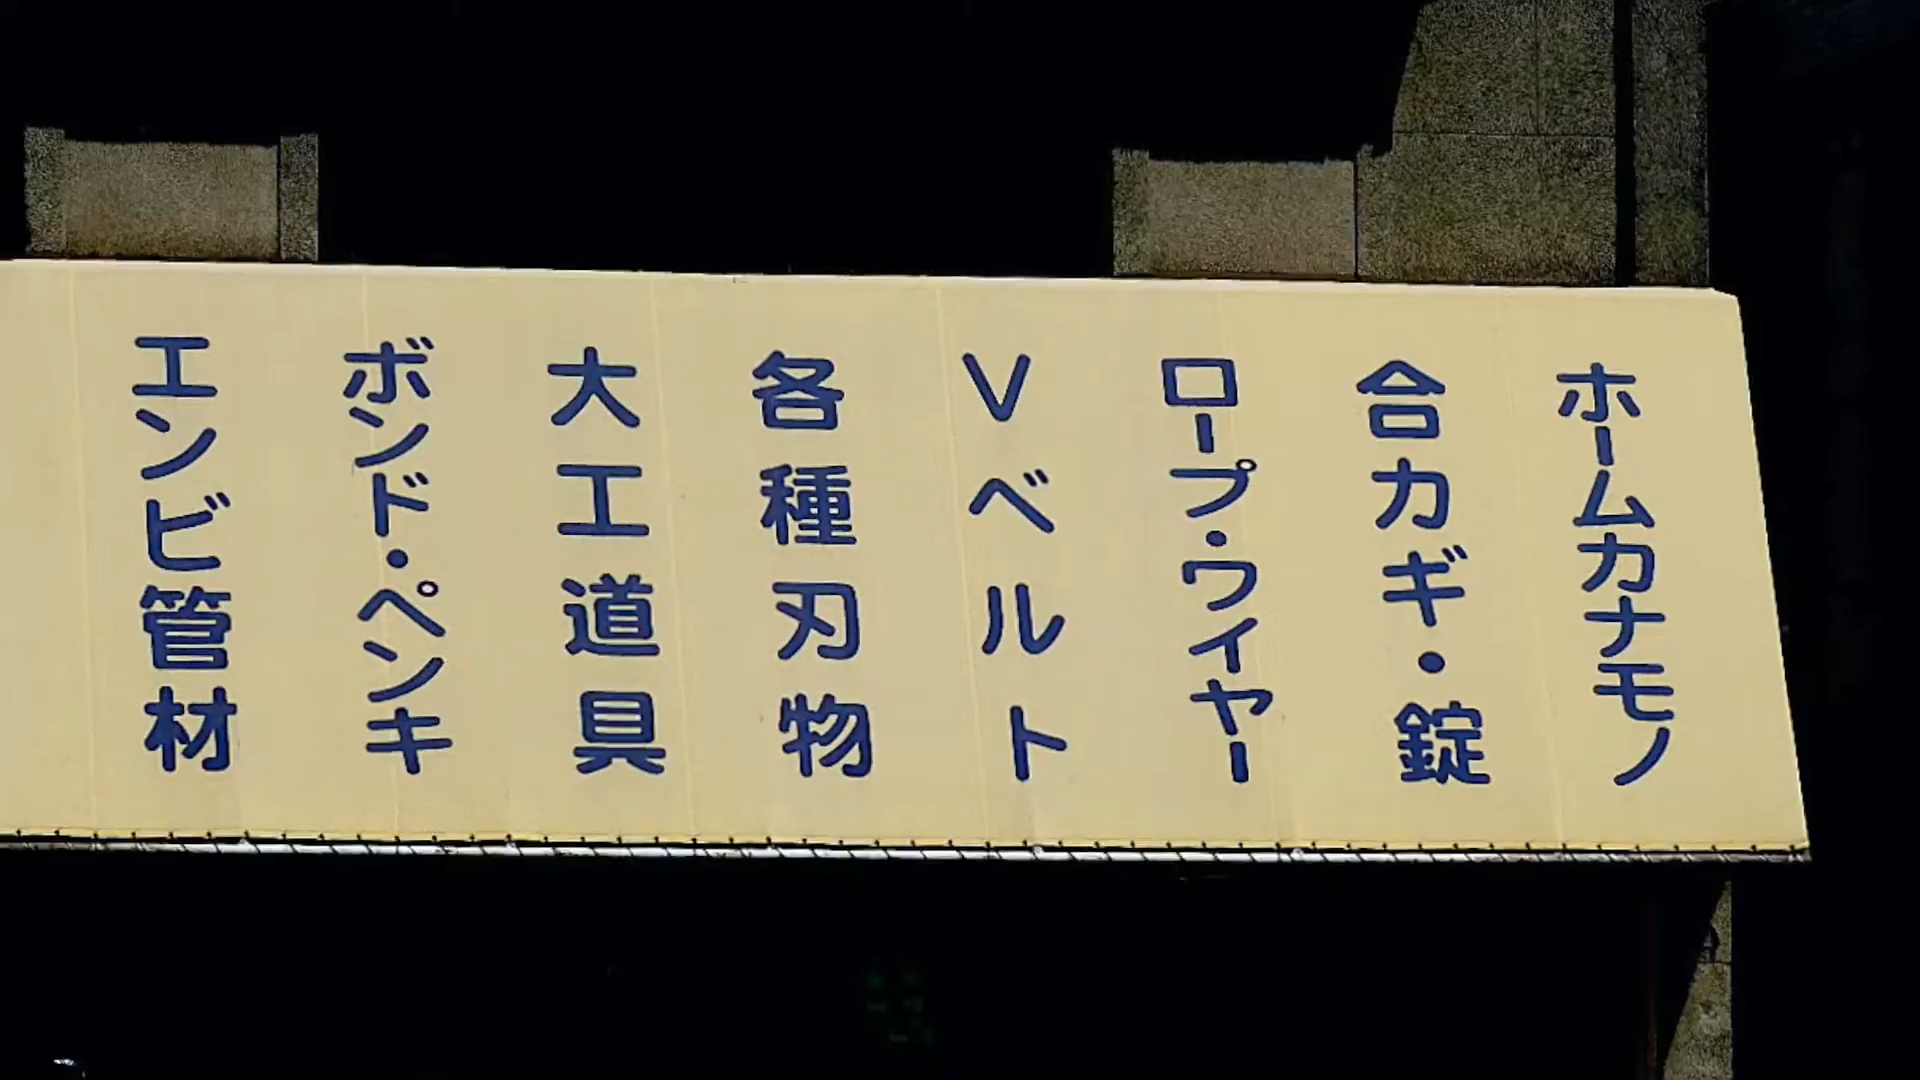 ホームカナモノ
合カギ・錠
ロープ・ワイヤー
Vベルト
各種刃物
大工道具
ボンド・ペンキ
エンビ管材